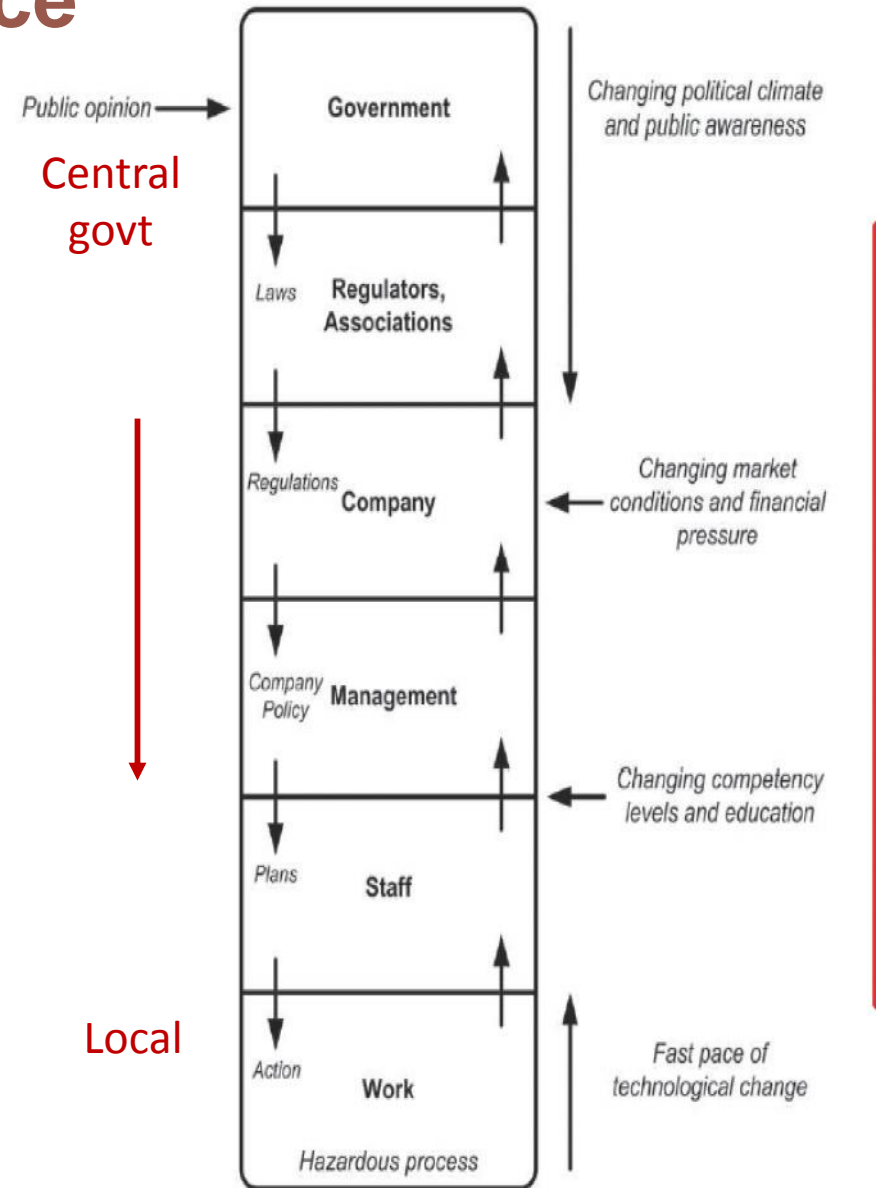 ce
Public opinion
Government
Changing political climate
and public awareness
Central
govt
Laws
Regulators,
Associations
Regulations
Company
Changing market
conditions and financial
pressure
Company
Policy
Management
Changing competency
levels and education
Plans
Staff
Local
Action
Work
Fast pace of
technological change
Hazardous process